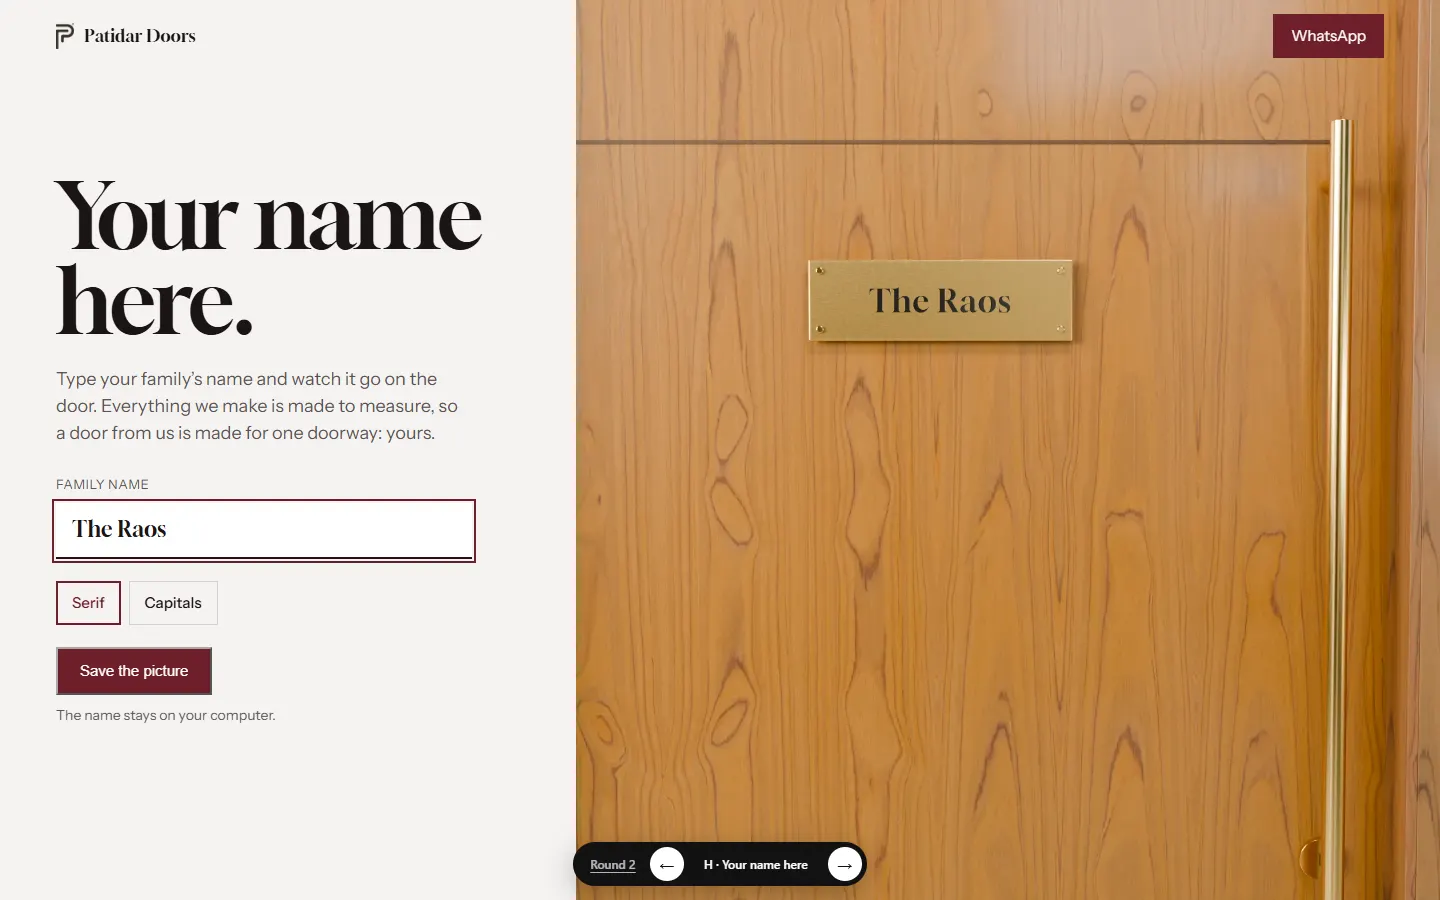 Patidar Doors
WhatsApp
Your name
here.
Type your family’s name and watch it go on the
door. Everything we make is made to measure, so
a door from us is made for one doorway: yours.
FAMILY NAME
The Raos
Serif
Capitals
Save the picture
The name stays on your computer.
The Raos
Round 2
←
H · Your name here
→